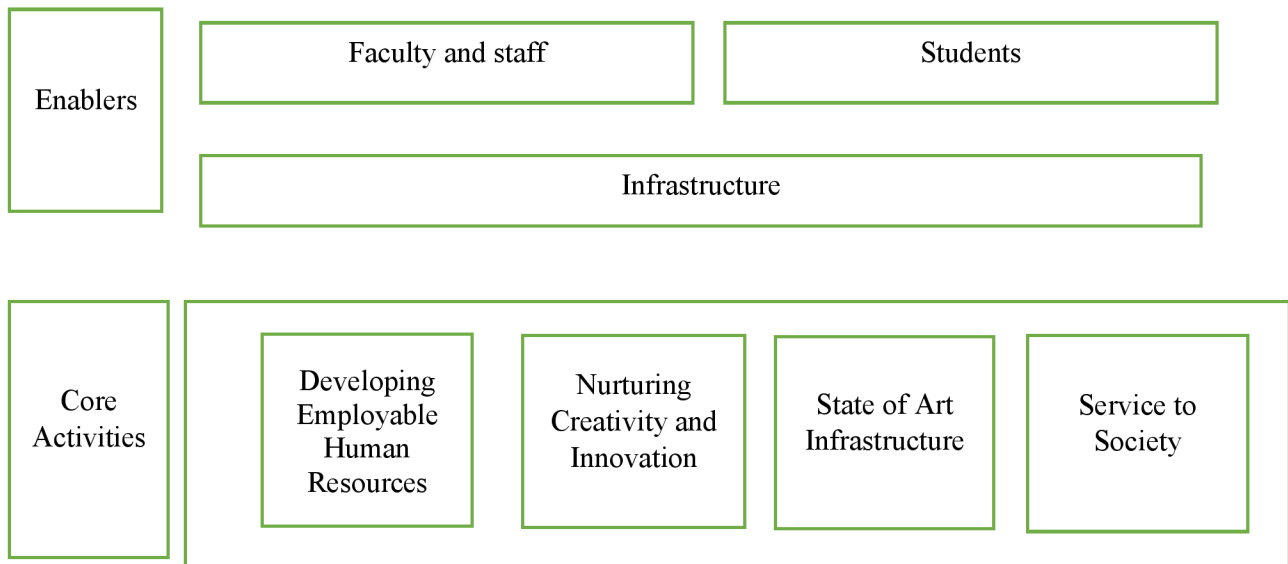 Enablers
Faculty and staff
Students
Infrastructure
Core
Activities
Developing
Employable
Human
Resources
Nurturing
Creativity and
Innovation
State of Art
Infrastructure
Service to
Society